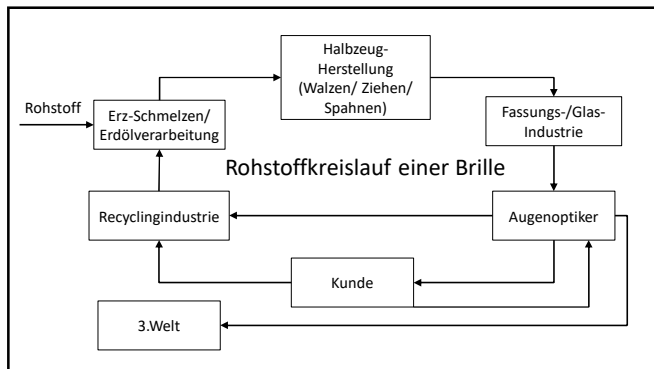 Halbzeug-
Herstellung
(Walzen/ Ziehen/
Spahnen)
Rohstoff
Erz-Schmelzen/
Erdölverarbeitung
Fassungs-/Glas-
Industrie
Rohstoffkreislauf einer Brille
Recyclingindustrie
Augenoptiker
Kunde
3.Welt